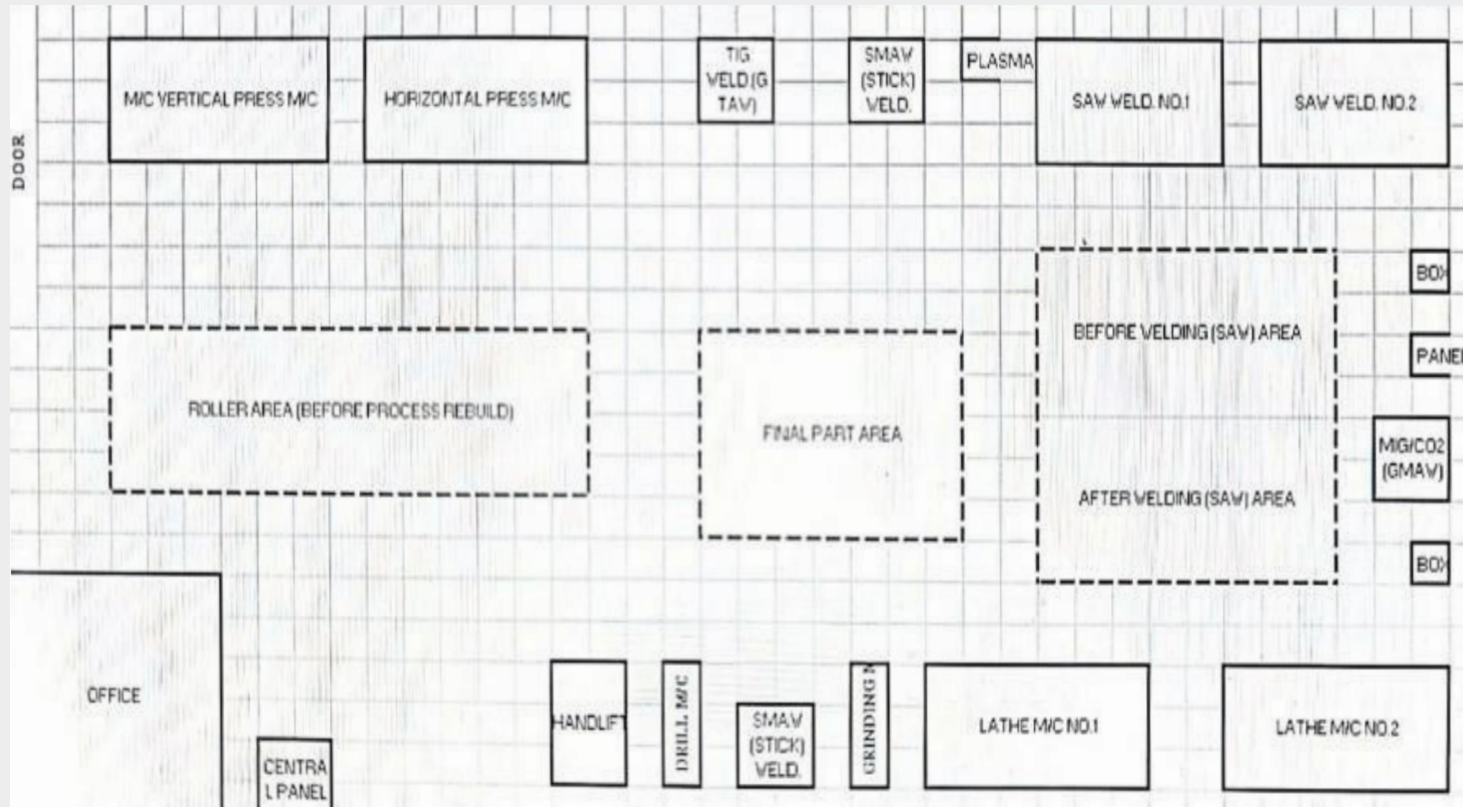 DOOR
M/C VERTICAL PRESS M/C
HORIZONTAL PRESS M/C
TIG
WELD.(G
TAW)
SMAW
(STICK)
WELD.
PLASMA
SAW WELD. NO.1
SAW WELD. NO.2
BOX
BEFORE WELDING (SAW) AREA
PANEL
ROLLER AREA (BEFORE PROCESS REBUILD)
FINAL PART AREA
MIG/CO2
(GMAW)
AFTER WELDING (SAW) AREA
BOX
OFFICE
HANDLIFT
DRILL M/C
SMAW
(STICK)
WELD.
GRINDING
LATHE M/C NO.1
LATHE M/C NO.2
CENTRA
L PANEL